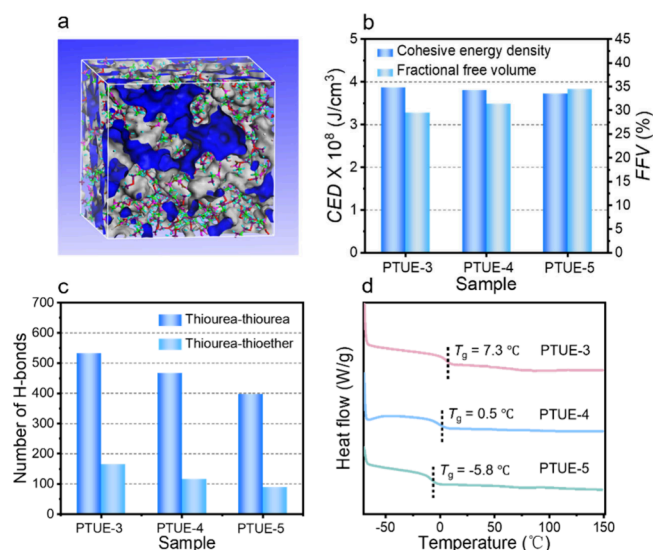 a
b
Cohesive energy density
Fractional free volume
CED X 10⁸ (J/cm³)
5
4
3
2
1
0
45
40
35
30
25
20
15
10
5
0
FFV (%)
PTUE-3 PTUE-4 PTUE-5
Sample
c
Thiourea-thiourea
Thiourea-thioether
Number of H-bonds
700
600
500
400
300
200
100
0
PTUE-3 PTUE-4 PTUE-5
Sample
d
Heat flow (W/g)
Tg = 7.3 ℃ PTUE-3
Tg = 0.5 ℃ PTUE-4
Tg = -5.8 ℃ PTUE-5
-50 0 50 100 150
Temperature (℃)